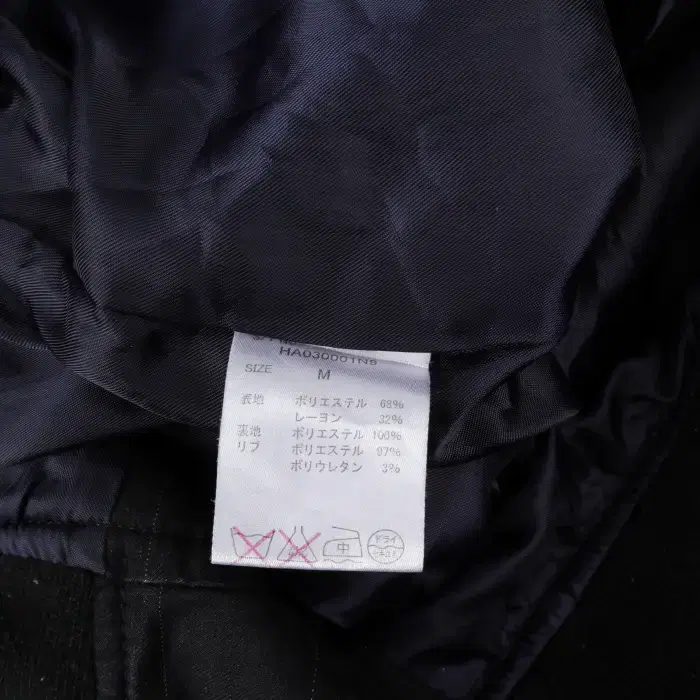 HA030001N8
SIZE M
表地 ポリエステル 68%
レーヨン 32%
裏地 ポリエステル 100%
リブ ポリエステル 97%
ポリウレタン 3%
中 ドライ